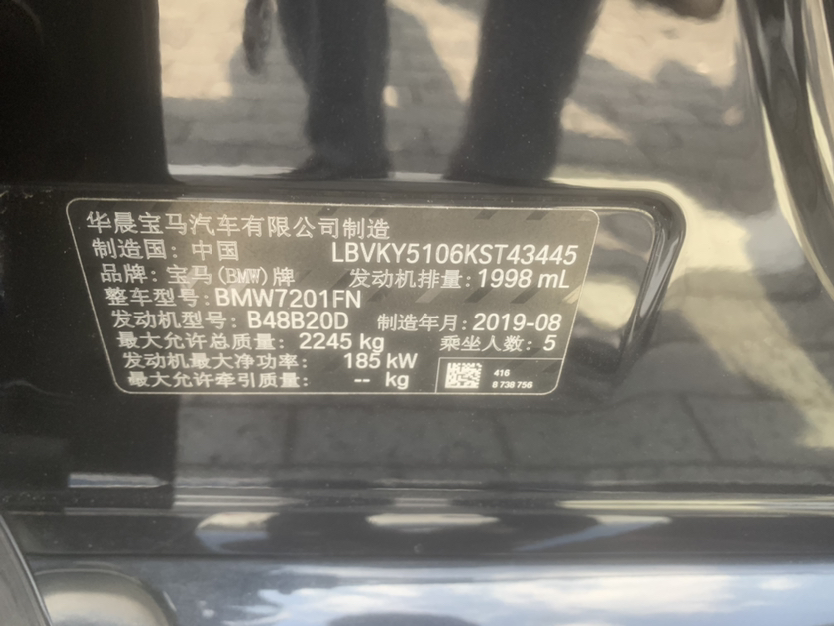 华晨宝马汽车有限公司制造
制造国: 中国 LBVKY5106KST43445
品牌: 宝马(BMW)牌 发动机排量: 1998 mL
整车型号: BMW7201FN
发动机型号: B48B20D 制造年月: 2019-08
最大允许总质量: 2245 kg 乘坐人数: 5
发动机最大净功率: 185 kW
最大允许牵引质量: -- kg
416
8 738 756